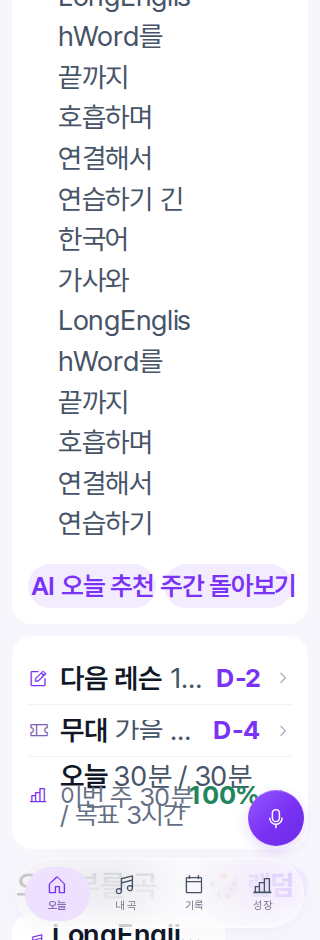 LongEnglis
hWord를
끝까지
호흡하며
연결해서
연습하기 긴
한국어
가사와
LongEnglis
hWord를
끝까지
호흡하며
연결해서
연습하기
AI 오늘 추천 주간 돌아보기
다음 레슨 1... D-2
무대 가을 ... D-4
오늘 30분 / 30분
이번 주 30분 100%
/ 목표 3시간
오늘 내 곡 기록 성장
LongEngli...